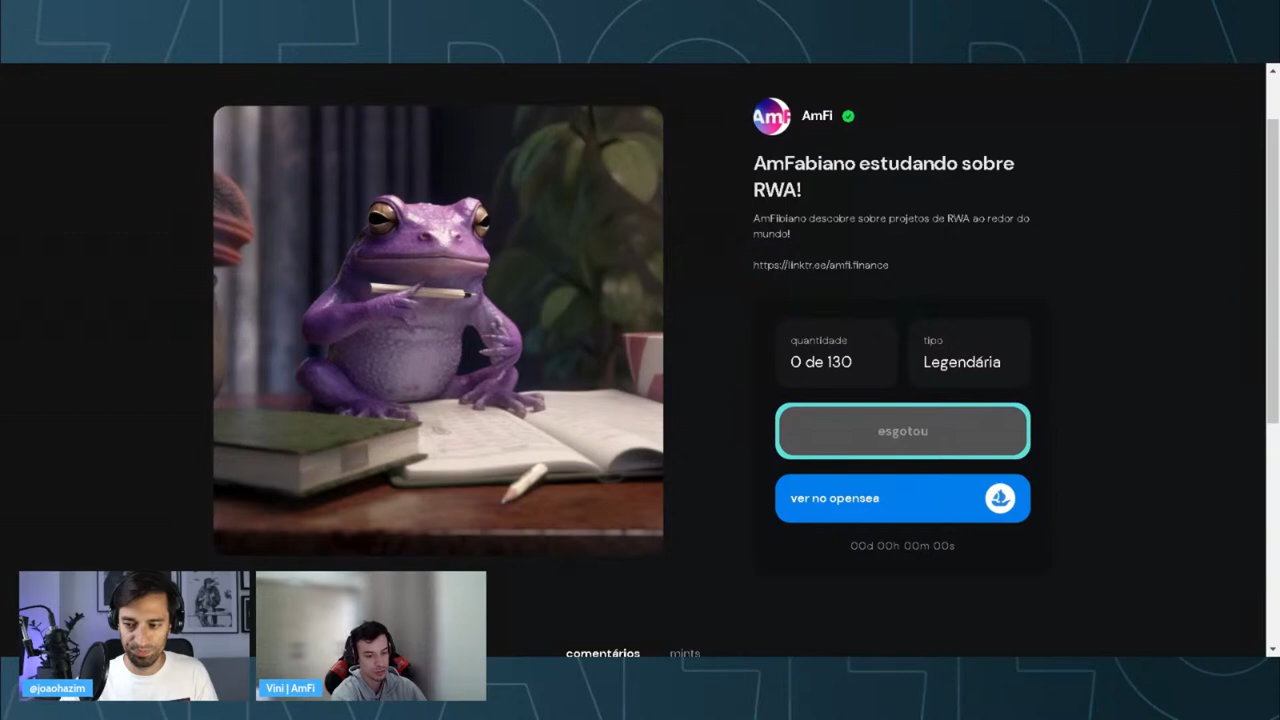 AmFi
AmFi
AmFabiano estudando sobre
RWA!
AmFibiano descobre sobre projetos de RWA ao redor do
mundo!
https://linktr.ee/amfi.finance
quantidade
tipo
0 de 130
Legendária
esgotou
ver no opensea
00d 00h 00m 00s
comentários
mints
@joaohazim
Vini | AmFi